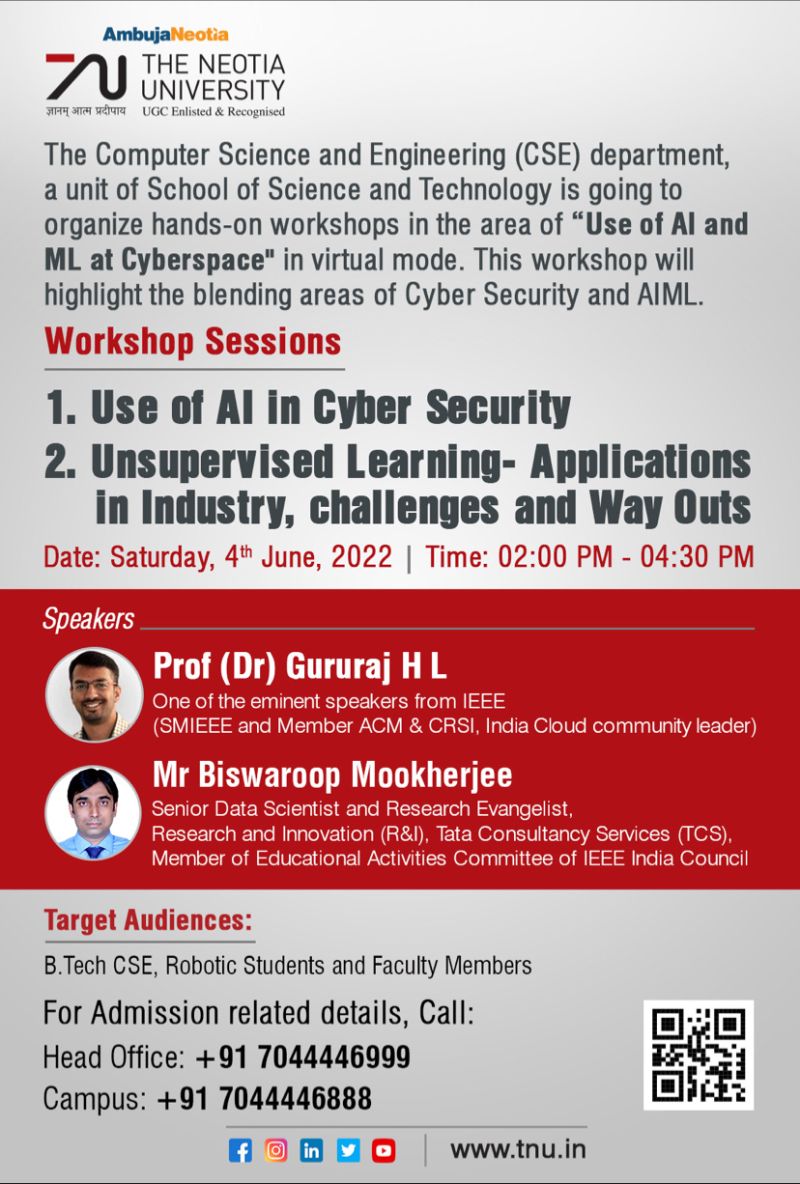 AmbujaNeotia
THE NEOTIA
UNIVERSITY
ज्ञानम् आत्म प्रदीपाय
UGC Enlisted & Recognised
The Computer Science and Engineering (CSE) department,
a unit of School of Science and Technology is going to
organize hands-on workshops in the area of “Use of AI and
ML at Cyberspace" in virtual mode. This workshop will
highlight the blending areas of Cyber Security and AIML.
Workshop Sessions
1. Use of AI in Cyber Security
2. Unsupervised Learning- Applications
in Industry, challenges and Way Outs
Date: Saturday, 4th June, 2022 | Time: 02:00 PM - 04:30 PM
Speakers
Prof (Dr) Gururaj H L
One of the eminent speakers from IEEE
(SMIEEE and Member ACM & CRSI, India Cloud community leader)
Mr Biswaroop Mookherjee
Senior Data Scientist and Research Evangelist,
Research and Innovation (R&I), Tata Consultancy Services (TCS),
Member of Educational Activities Committee of IEEE India Council
Target Audiences:
B.Tech CSE, Robotic Students and Faculty Members
For Admission related details, Call:
Head Office: +91 7044446999
Campus: +91 7044446888
www.tnu.in